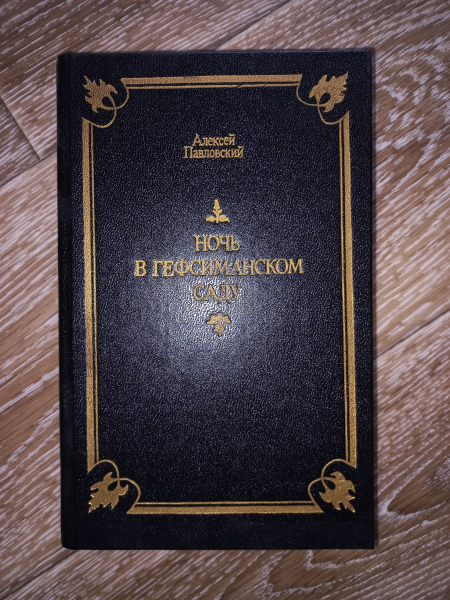 Алексей
Павловский
НОЧЬ
В ГЕФСИМАНСКОМ
САДУ